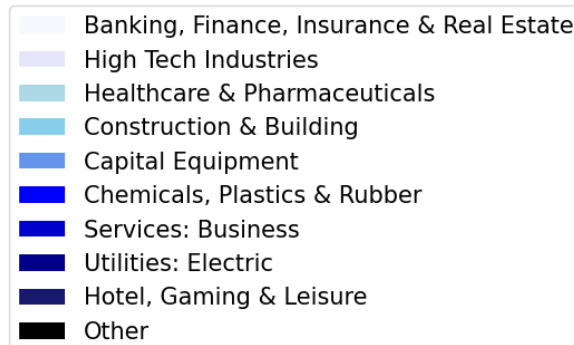 Banking, Finance, Insurance & Real Estate
High Tech Industries
Healthcare & Pharmaceuticals
Construction & Building
Capital Equipment
Chemicals, Plastics & Rubber
Services: Business
Utilities: Electric
Hotel, Gaming & Leisure
Other